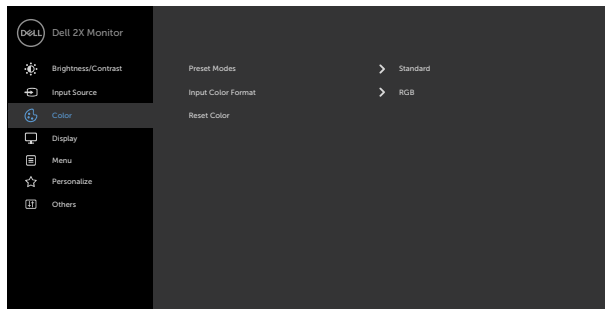 DELL Dell 2X Monitor
Brightness/Contrast Preset Modes Standard
Input Source Input Color Format RGB
Color Reset Color
Display
Menu
Personalize
Others